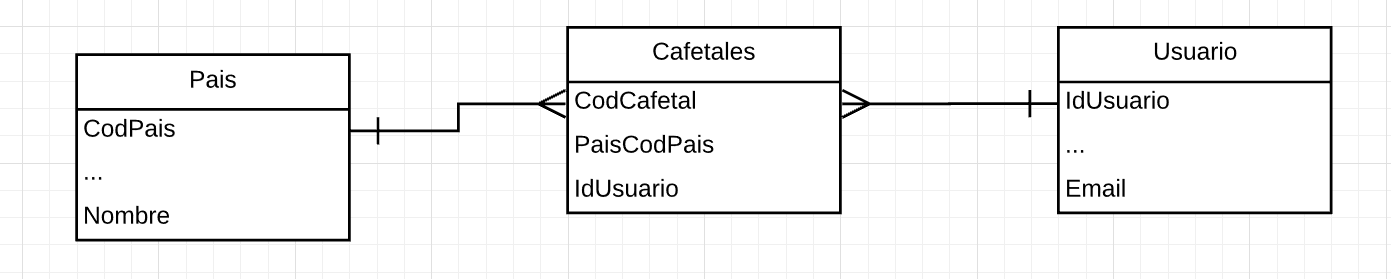 Pais
CodPais
...
Nombre
Cafetales
CodCafetal
PaisCodPais
IdUsuario
Usuario
IdUsuario
...
Email